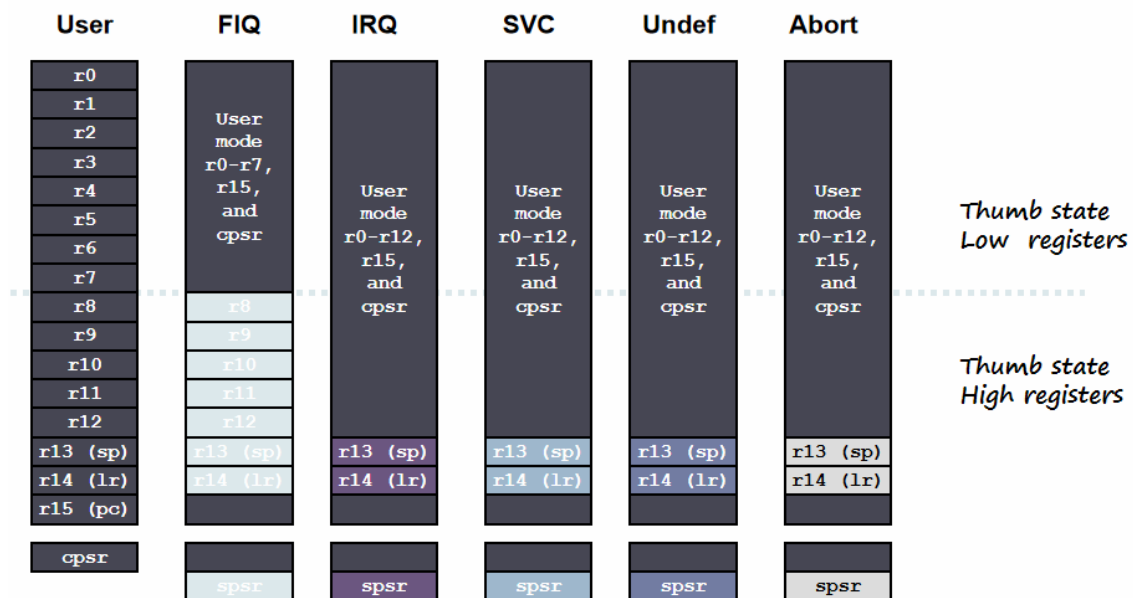 User
FIQ
IRQ
SVC
Undef
Abort
r0
r1
r2
r3
r4
r5
r6
r7
r8
r9
r10
r11
r12
r13 (sp)
r14 (lr)
r15 (pc)
cpsr
User
mode
r0-r7,
r15,
and
cpsr
r8
r9
r10
r11
r12
r13 (sp)
r14 (lr)
spsr
User
mode
r0-r12,
r15,
and
cpsr
r13 (sp)
r14 (lr)
spsr
User
mode
r0-r12,
r15,
and
cpsr
r13 (sp)
r14 (lr)
spsr
User
mode
r0-r12,
r15,
and
cpsr
r13 (sp)
r14 (lr)
spsr
User
mode
r0-r12,
r15,
and
cpsr
r13 (sp)
r14 (lr)
spsr
Thumb state
Low registers
Thumb state
High registers